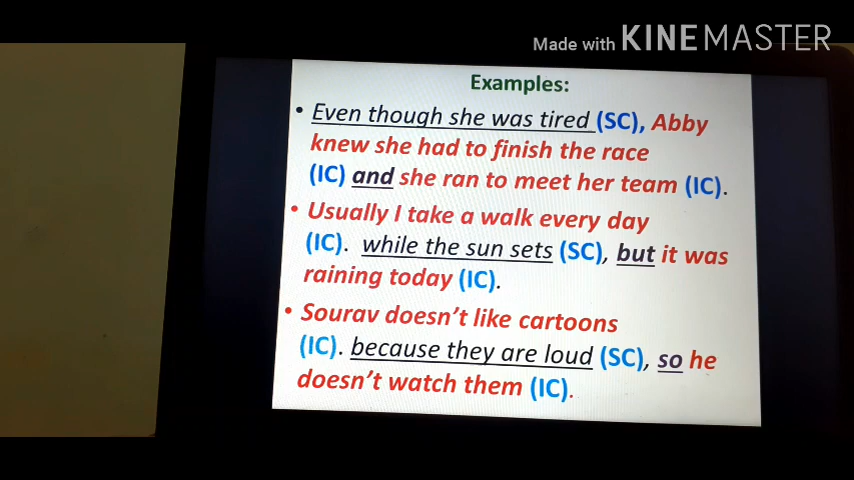 Made with KINEMASTER
Examples:
• Even though she was tired (SC), Abby
knew she had to finish the race
(IC) and she ran to meet her team (IC).
• Usually I take a walk every day
(IC). while the sun sets (SC), but it was
raining today (IC).
• Sourav doesn't like cartoons
(IC). because they are loud (SC), so he
doesn't watch them (IC).